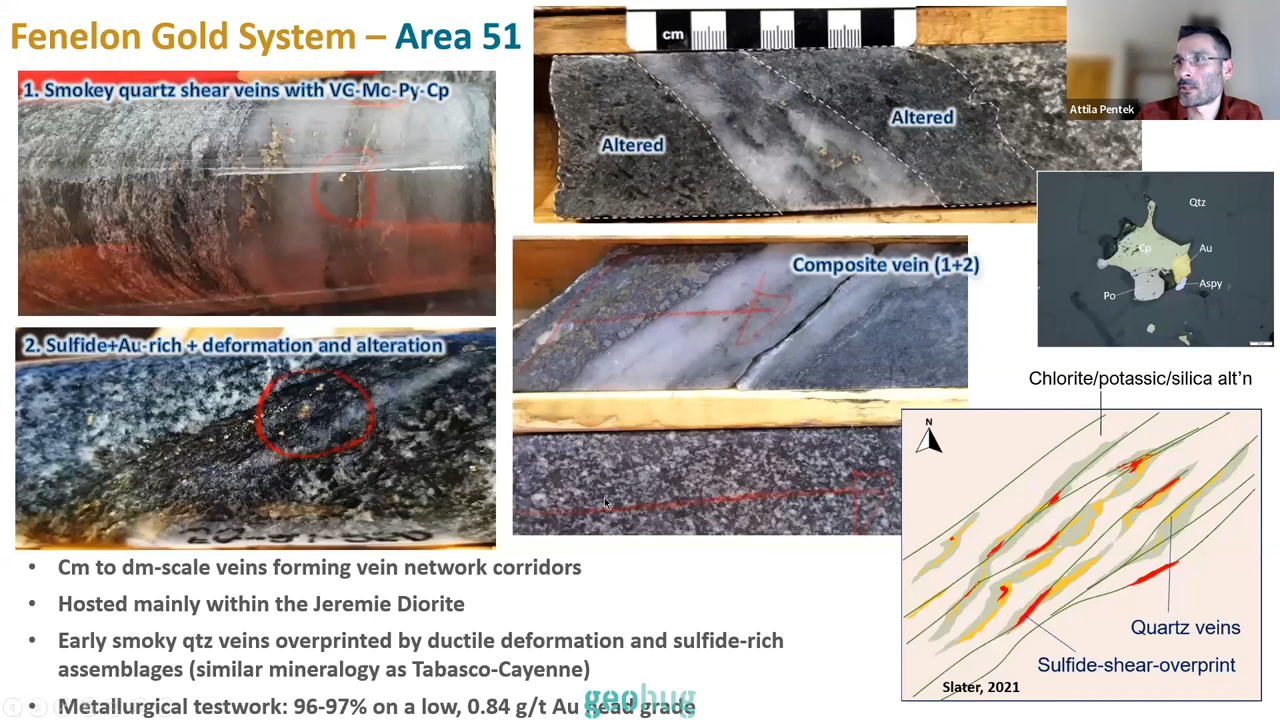 Fenelon Gold System – Area 51
1. Smokey quartz shear veins with VG-Mo-Py-Cp
2. Sulfide+Au-rich + deformation and alteration
cm
Altered
Altered
Composite vein (1+2)
Attila Pentek
Qtz
Cp
Au
Po
Aspy
Chlorite/potassic/silica alt’n
N
Quartz veins
Sulfide-shear-overprint
Slater, 2021
• Cm to dm-scale veins forming vein network corridors
• Hosted mainly within the Jeremie Diorite
• Early smoky qtz veins overprinted by ductile deformation and sulfide-rich
assemblages (similar mineralogy as Tabasco-Cayenne)
• Metallurgical testwork: 96-97% on a low, 0.84 g/t Au head grade
geohug